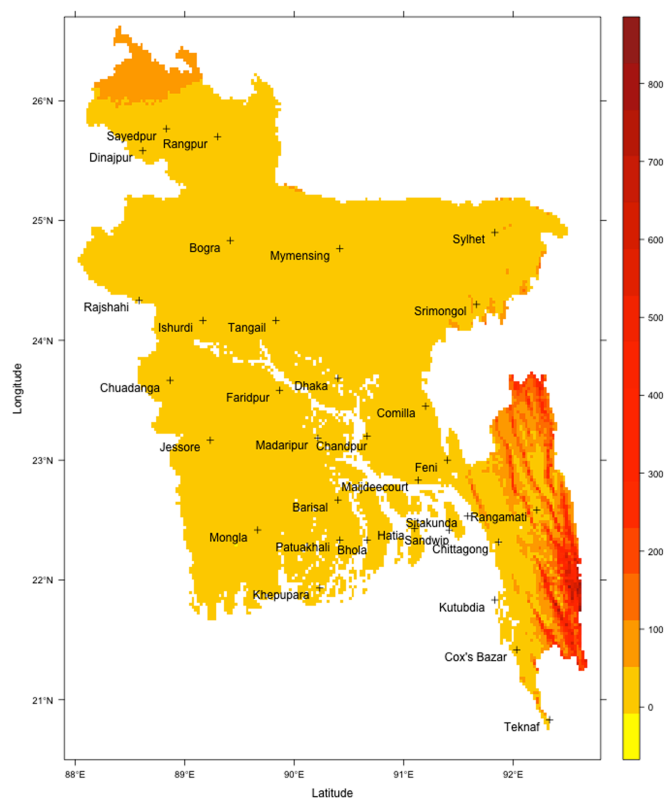 800
26°N
Sayedpur
Rangpur
Dinajpur
700
25°N
Sylhet
Bogra
Mymensing
600
Rajshahi
Srimongol
500
Ishurdi
Tangail
24°N
Longitude
Chuadanga
Dhaka
Faridpur
400
Comilla
Jessore
Madaripur
Chandpur
23°N
Feni
300
Majdeecourt
Barisal
Rangamati
Sitakunda
Mongla
Hatia
Sandwip
Patuakhali
Bhola
Chittagong
200
22°N
Khepupara
Kutubdia
100
Cox's Bazar
21°N
0
Teknaf
88°E
89°E
90°E
91°E
92°E
Latitude